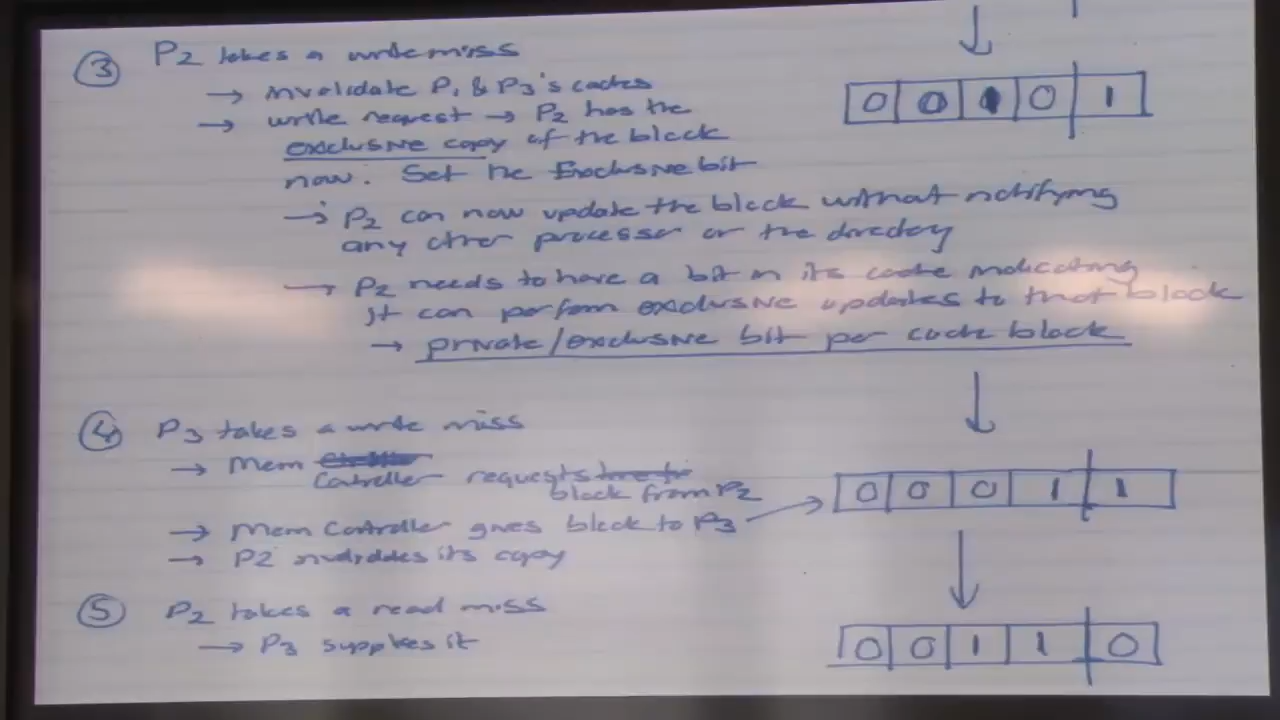 ③ P2 takes a write miss
→ invalidate P1 & P3's caches
→ write request → P2 has the
exclusive copy of the block
now. Set the Exclusive bit
0 0 1 0 1
→ P2 can now update the block without notifying
any other processor or the directory
→ P2 needs to have a bit in its cache indicating
it can perform exclusive updates to that block
→ private/exclusive bit per cache block
④ P3 takes a write miss
→ Mem Controller requests
block from P2
→ Mem Controller gives block to P3
→ P2 invalidates its copy
0 0 0 1 1
⑤ P2 takes a read miss
→ P3 supplies it
0 0 1 1 0